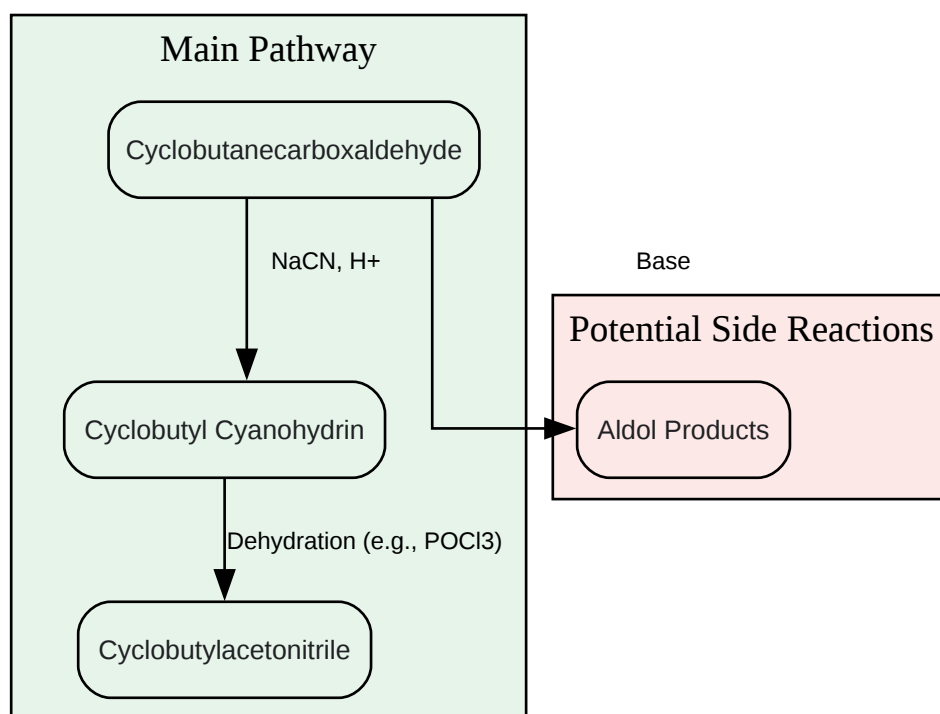 Main Pathway
Cyclobutanecarboxaldehyde
NaCN, H+
Base
Potential Side Reactions
Cyclobutyl Cyanohydrin
Aldol Products
Dehydration (e.g., POCl3)
Cyclobutylacetonitrile